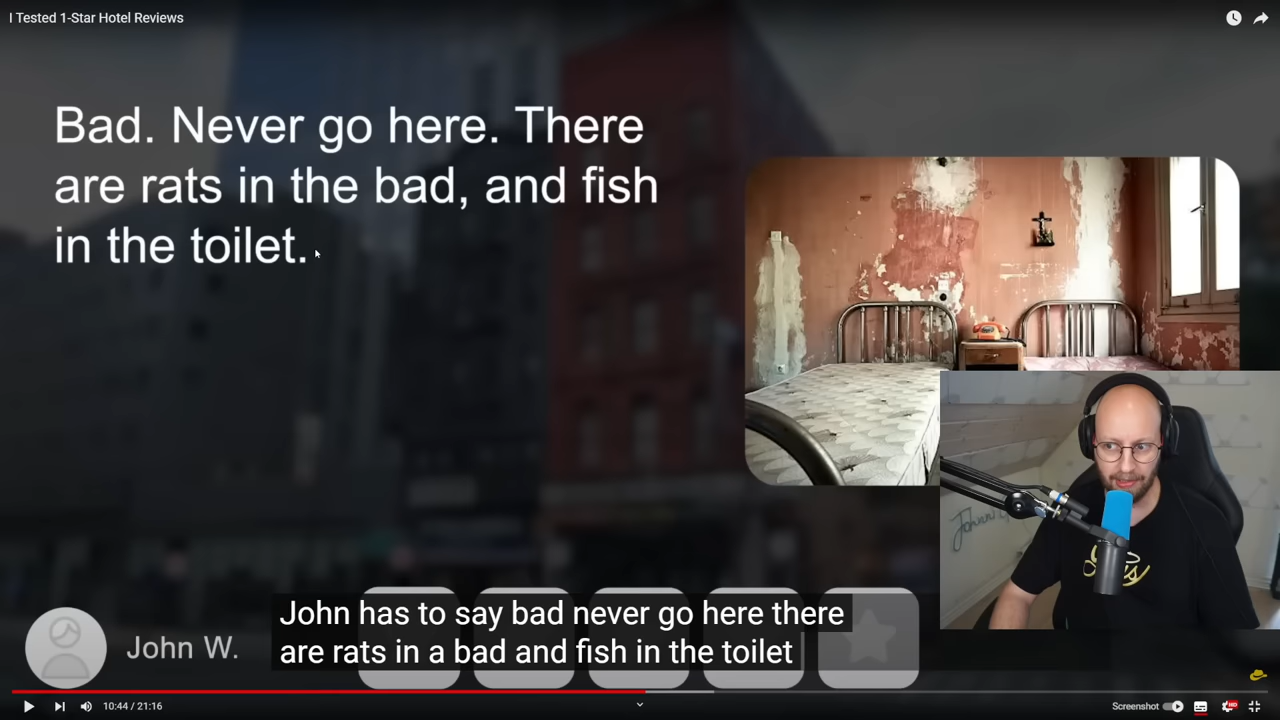 I Tested 1-Star Hotel Reviews
Bad. Never go here. There
are rats in the bad, and fish
in the toilet.
John W.
John has to say bad never go here there
are rats in a bad and fish in the toilet
10:44 / 21:16
Screenshot
HD